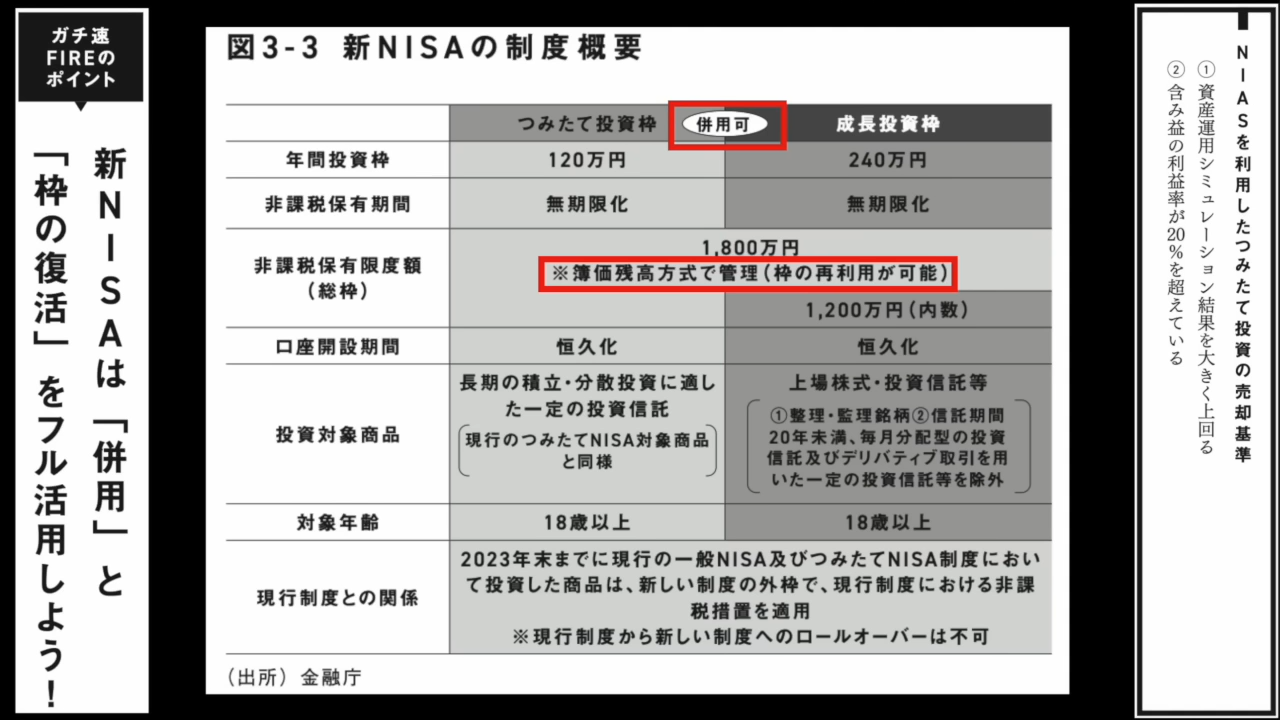 ガチ速
FIREの
ポイント
新NISAは「併用」と
「枠の復活」をフル活用しよう!
図3-3 新NISAの制度概要
つみたて投資枠 併用可 成長投資枠
年間投資枠 120万円 240万円
非課税保有期間 無期限化 無期限化
非課税保有限度額
(総枠)
1,800万円
※簿価残高方式で管理(枠の再利用が可能)
1,200万円(内数)
口座開設期間 恒久化 恒久化
投資対象商品
長期の積立・分散投資に適し
た一定の投資信託
現行のつみたてNISA対象商品
と同様
上場株式・投資信託等
①整理・監理銘柄②信託期間
20年未満、毎月分配型の投資
信託及びデリバティブ取引を用
いた一定の投資信託等を除外
対象年齢 18歳以上 18歳以上
現行制度との関係
2023年末までに現行の一般NISA及びつみたてNISA制度におい
て投資した商品は、新しい制度の外枠で、現行制度における非課
税措置を適用
※現行制度から新しい制度へのロールオーバーは不可
(出所)金融庁
NIASを利用したつみたて投資の売却基準
① 資産運用シミュレーション結果を大きく上回る
② 含み益の利益率が20%を超えている